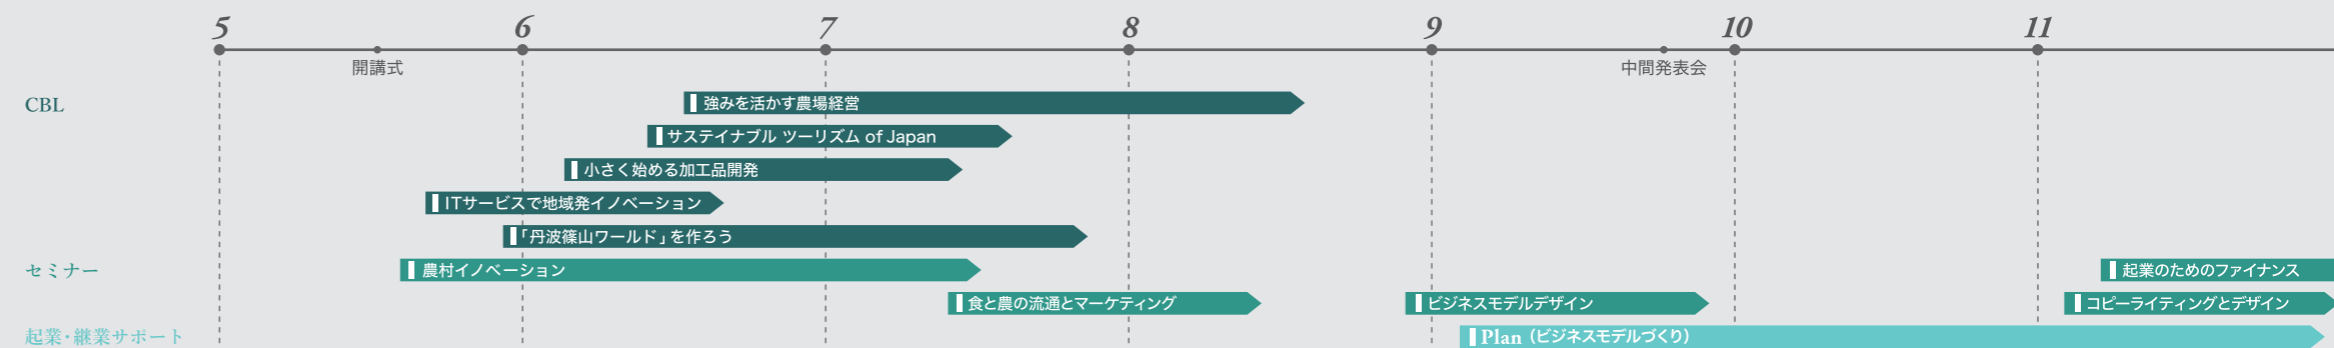 5 6 7 8 9 10 11
開講式 中間発表会
CBL
強みを活かす農場経営
サステイナブル ツーリズム of Japan
小さく始める加工品開発
ITサービスで地域発イノベーション
「丹波篠山ワールド」を作ろう
セミナー
農村イノベーション
起業のためのファイナンス
食と農の流通とマーケティング
ビジネスモデルデザイン
コピーライティングとデザイン
起業・継業サポート
Plan（ビジネスモデルづくり）